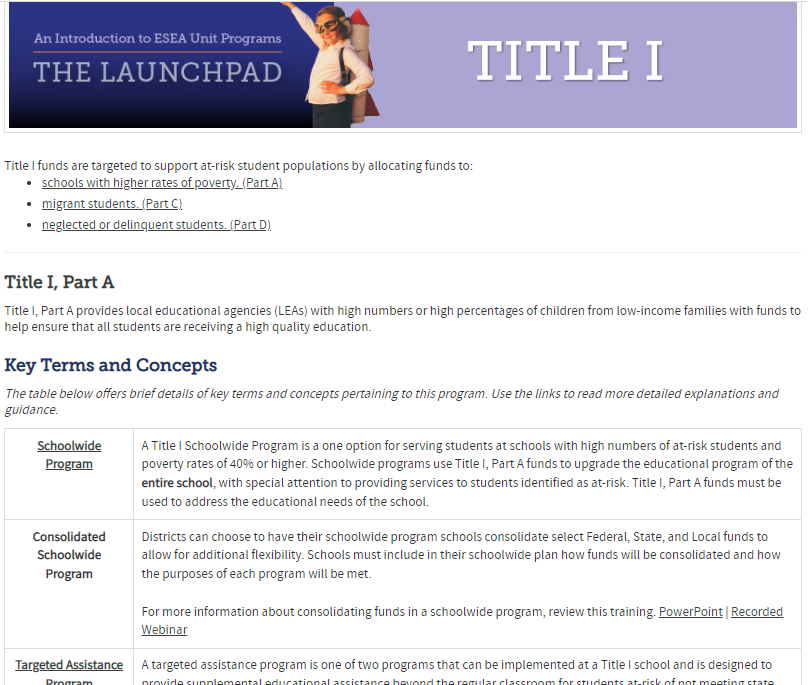 An Introduction to ESEA Unit Programs
THE LAUNCHPAD
TITLE I
Title I funds are targeted to support at-risk student populations by allocating funds to:
schools with higher rates of poverty. (Part A)
migrant students. (Part C)
neglected or delinquent students. (Part D)
Title I, Part A
Title I, Part A provides local educational agencies (LEAs) with high numbers or high percentages of children from low-income families with funds to
help ensure that all students are receiving a high quality education.
Key Terms and Concepts
The table below offers brief details of key terms and concepts pertaining to this program. Use the links to read more detailed explanations and
guidance.
Schoolwide
Program
A Title I Schoolwide Program is a one option for serving students at schools with high numbers of at-risk students and
poverty rates of 40% or higher. Schoolwide programs use Title I, Part A funds to upgrade the educational program of the
entire school, with special attention to providing services to students identified as at-risk. Title I, Part A funds must be
used to address the educational needs of the school.
Consolidated
Schoolwide
Program
Districts can choose to have their schoolwide program schools consolidate select Federal, State, and Local funds to
allow for additional flexibility. Schools must include in their schoolwide plan how funds will be consolidated and how
the purposes of each program will be met.
For more information about consolidating funds in a schoolwide program, review this training. PowerPoint | Recorded
Webinar
Targeted Assistance
Program
A targeted assistance program is one of two programs that can be implemented at a Title I school and is designed to
provide supplemental educational assistance beyond the regular classroom for students at-risk of not meeting state